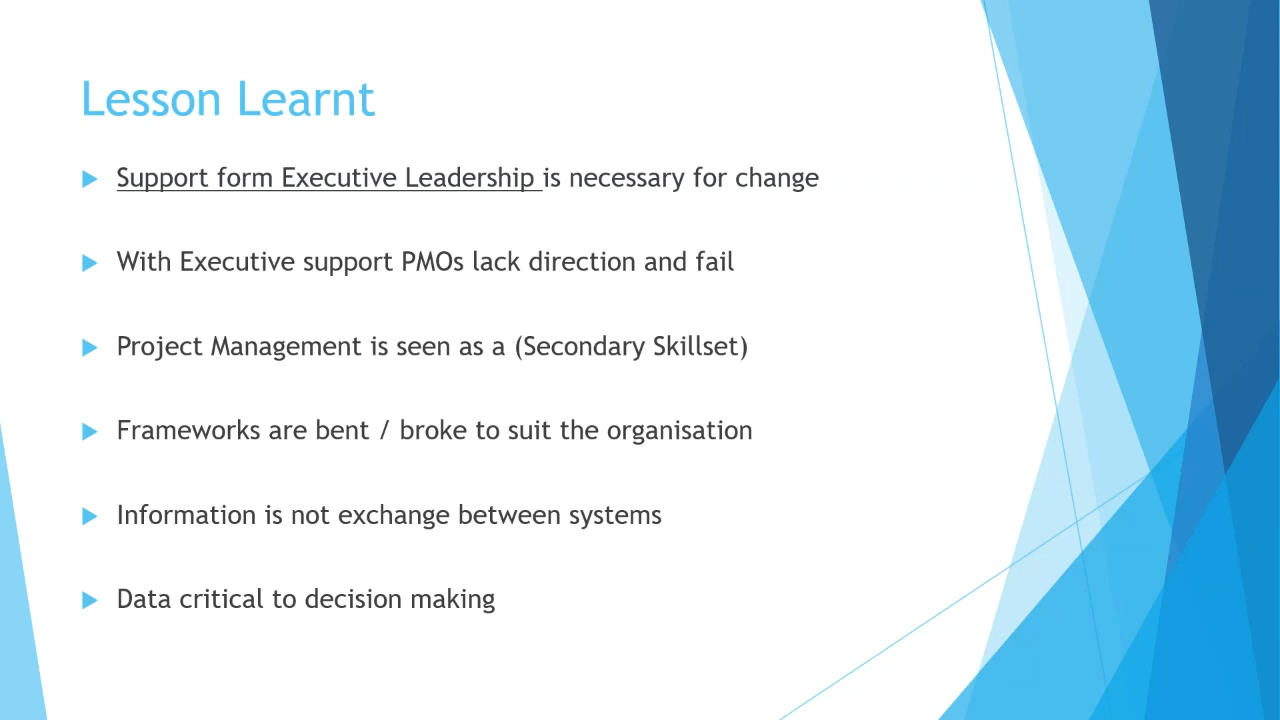 Lesson Learnt
Support form Executive Leadership is necessary for change
With Executive support PMOs lack direction and fail
Project Management is seen as a (Secondary Skillset)
Frameworks are bent / broke to suit the organisation
Information is not exchange between systems
Data critical to decision making